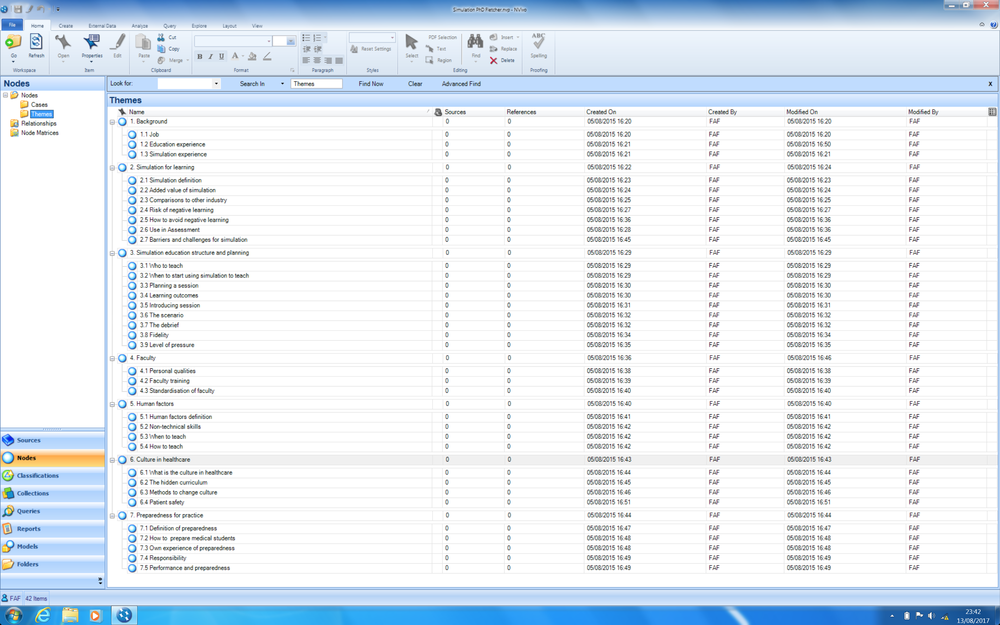 Simulation PhD Fletcher.nvp - NVivo
File Home Create External Data Analyze Query Explore Layout View
Go Refresh Open Properties Edit Paste Cut Copy Merge B I U A Reset Settings Select PDF Selection Text Region Find Insert Replace Delete ABC Spelling
Workspace Item Clipboard Format Paragraph Styles Editing Proofing
Nodes
Nodes
Cases
Themes
Relationships
Node Matrices
Look for: Search In Themes Find Now Clear Advanced Find x
Themes
Name Sources References Created On Created By Modified On Modified By
1. Background 0 0 05/08/2015 16:20 FAF 05/08/2015 16:20 FAF
1.1 Job 0 0 05/08/2015 16:20 FAF 05/08/2015 16:20 FAF
1.2 Education experience 0 0 05/08/2015 16:21 FAF 05/08/2015 16:50 FAF
1.3 Simulation experience 0 0 05/08/2015 16:21 FAF 05/08/2015 16:21 FAF
2. Simulation for learning 0 0 05/08/2015 16:22 FAF 05/08/2015 16:24 FAF
2.1 Simulation definition 0 0 05/08/2015 16:23 FAF 05/08/2015 16:23 FAF
2.2 Added value of simulation 0 0 05/08/2015 16:24 FAF 05/08/2015 16:24 FAF
2.3 Comparisons to other industry 0 0 05/08/2015 16:25 FAF 05/08/2015 16:25 FAF
2.4 Risk of negative learning 0 0 05/08/2015 16:27 FAF 05/08/2015 16:27 FAF
2.5 How to avoid negative learning 0 0 05/08/2015 16:36 FAF 05/08/2015 16:36 FAF
2.6 Use in Assessment 0 0 05/08/2015 16:28 FAF 05/08/2015 16:36 FAF
2.7 Barriers and challenges for simulation 0 0 05/08/2015 16:45 FAF 05/08/2015 16:45 FAF
3. Simulation education structure and planning 0 0 05/08/2015 16:29 FAF 05/08/2015 16:29 FAF
3.1 Who to teach 0 0 05/08/2015 16:29 FAF 05/08/2015 16:29 FAF
3.2 When to start using simulation to teach 0 0 05/08/2015 16:29 FAF 05/08/2015 16:29 FAF
3.3 Planning a session 0 0 05/08/2015 16:30 FAF 05/08/2015 16:30 FAF
3.4 Learning outcomes 0 0 05/08/2015 16:30 FAF 05/08/2015 16:30 FAF
3.5 Introducing session 0 0 05/08/2015 16:31 FAF 05/08/2015 16:31 FAF
3.6 The scenario 0 0 05/08/2015 16:32 FAF 05/08/2015 16:32 FAF
3.7 The debrief 0 0 05/08/2015 16:32 FAF 05/08/2015 16:32 FAF
3.8 Fidelity 0 0 05/08/2015 16:34 FAF 05/08/2015 16:34 FAF
3.9 Level of pressure 0 0 05/08/2015 16:35 FAF 05/08/2015 16:35 FAF
4. Faculty 0 0 05/08/2015 16:36 FAF 05/08/2015 16:46 FAF
4.1 Personal qualities 0 0 05/08/2015 16:38 FAF 05/08/2015 16:38 FAF
4.2 Faculty training 0 0 05/08/2015 16:39 FAF 05/08/2015 16:39 FAF
4.3 Standardisation of faculty 0 0 05/08/2015 16:40 FAF 05/08/2015 16:40 FAF
5. Human factors 0 0 05/08/2015 16:40 FAF 05/08/2015 16:40 FAF
5.1 Human factors definition 0 0 05/08/2015 16:41 FAF 05/08/2015 16:41 FAF
5.2 Non-technical skills 0 0 05/08/2015 16:42 FAF 05/08/2015 16:42 FAF
5.3 When to teach 0 0 05/08/2015 16:42 FAF 05/08/2015 16:42 FAF
5.4 How to teach 0 0 05/08/2015 16:42 FAF 05/08/2015 16:42 FAF
6. Culture in healthcare 0 0 05/08/2015 16:43 FAF 05/08/2015 16:43 FAF
6.1 What is the culture in healthcare 0 0 05/08/2015 16:44 FAF 05/08/2015 16:44 FAF
6.2 The hidden curriculum 0 0 05/08/2015 16:45 FAF 05/08/2015 16:45 FAF
6.3 Methods to change culture 0 0 05/08/2015 16:46 FAF 05/08/2015 16:46 FAF
6.4 Patient safety 0 0 05/08/2015 16:51 FAF 05/08/2015 16:51 FAF
7. Preparedness for practice 0 0 05/08/2015 16:44 FAF 05/08/2015 16:44 FAF
7.1 Definition of preparedness 0 0 05/08/2015 16:47 FAF 05/08/2015 16:47 FAF
7.2 How to  prepare medical students 0 0 05/08/2015 16:48 FAF 05/08/2015 16:48 FAF
7.3 Own experience of preparedness 0 0 05/08/2015 16:48 FAF 05/08/2015 16:48 FAF
7.4 Responsibility 0 0 05/08/2015 16:49 FAF 05/08/2015 16:49 FAF
7.5 Performance and preparedness 0 0 05/08/2015 16:49 FAF 05/08/2015 16:49 FAF
Sources
Nodes
Classifications
Collections
Queries
Reports
Models
Folders
FAF 42 Items
23:42
13/08/2017